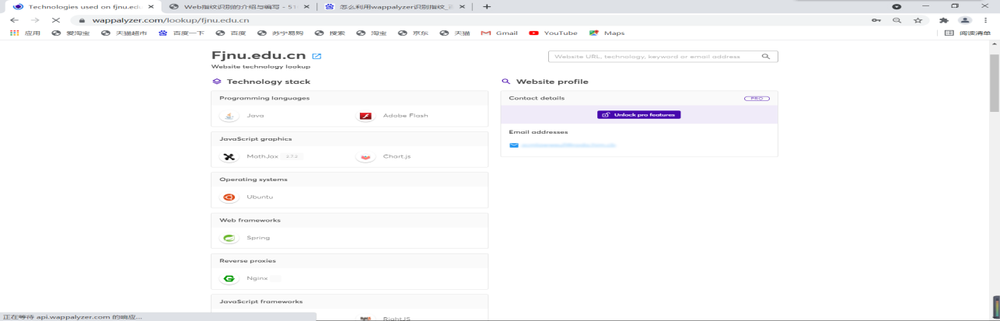 Technologies used on fjnu.edu
Web指纹识别的介绍与编写 - 51
怎么利用wappalyzer识别指纹_
wappalyzer.com/lookup/fjnu.edu.cn
应用 爱淘宝 天猫超市 百度一下 百度 苏宁易购 搜索 淘宝 京东 天猫 Gmail YouTube Maps 阅读清单
Fjnu.edu.cn
Website URL, technology, keyword or email address
Website technology lookup
Technology stack
Programming languages
Java Adobe Flash
JavaScript graphics
MathJax 2.7.2 Chart.js
Operating systems
Ubuntu
Web frameworks
Spring
Reverse proxies
Nginx
JavaScript frameworks
RightJS
Website profile
Contact details PRO
Unlock pro features
Email addresses
正在等待 api.wappalyzer.com 的响应...